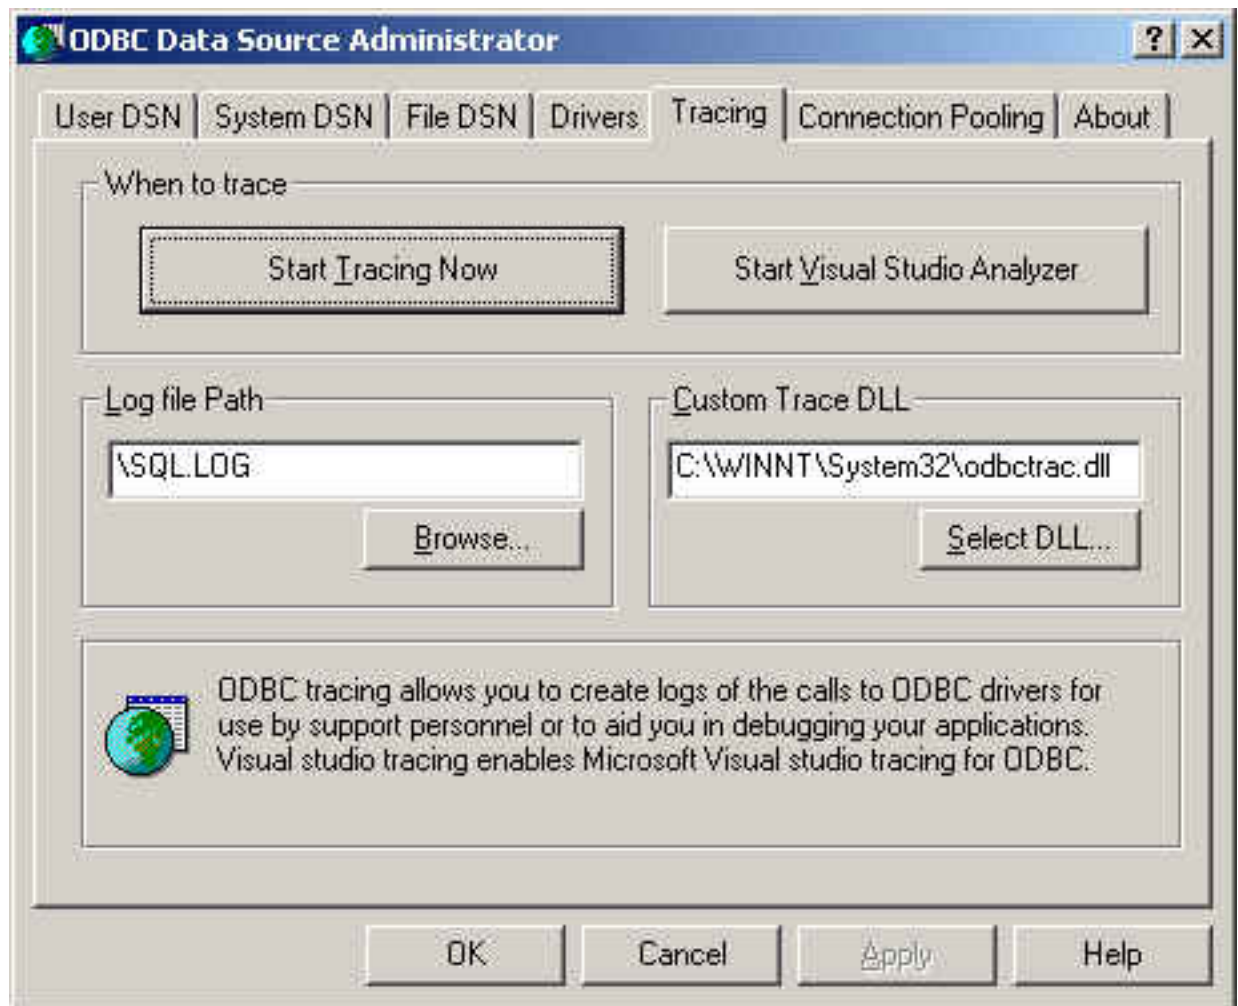 ODBC Data Source Administrator
User DSN System DSN File DSN Drivers Tracing Connection Pooling About
When to trace
Start Tracing Now Start Visual Studio Analyzer
Log file Path Custom Trace DLL
\SQL.LOG C:\WINNT\System32\odbctrac.dll
Browse... Select DLL...
ODBC tracing allows you to create logs of the calls to ODBC drivers for
use by support personnel or to aid you in debugging your applications.
Visual studio tracing enables Microsoft Visual studio tracing for ODBC.
OK Cancel Apply Help